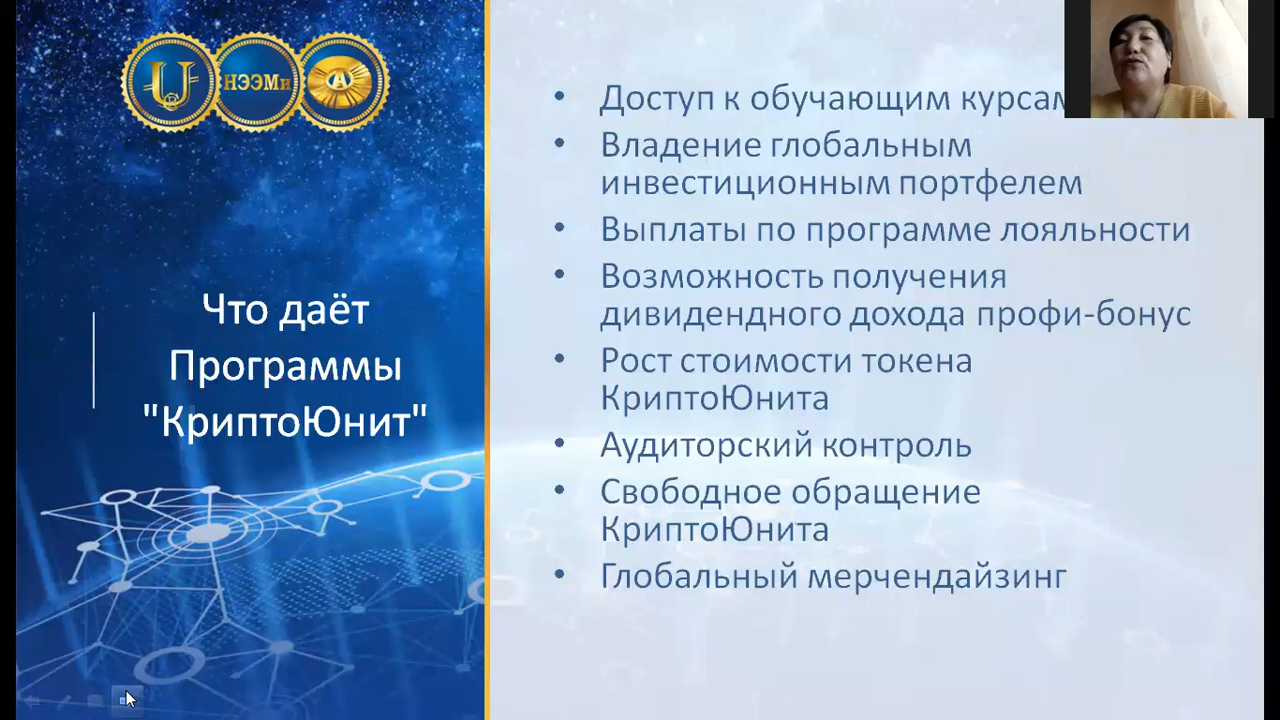 НЭЭМи
Что даёт
Программы
"КриптоЮнит"
• Доступ к обучающим курсам
• Владение глобальным
инвестиционным портфелем
• Выплаты по программе лояльности
• Возможность получения
дивидендного дохода профи-бонус
• Рост стоимости токена
КриптоЮнита
• Аудиторский контроль
• Свободное обращение
КриптоЮнита
• Глобальный мерчендайзинг